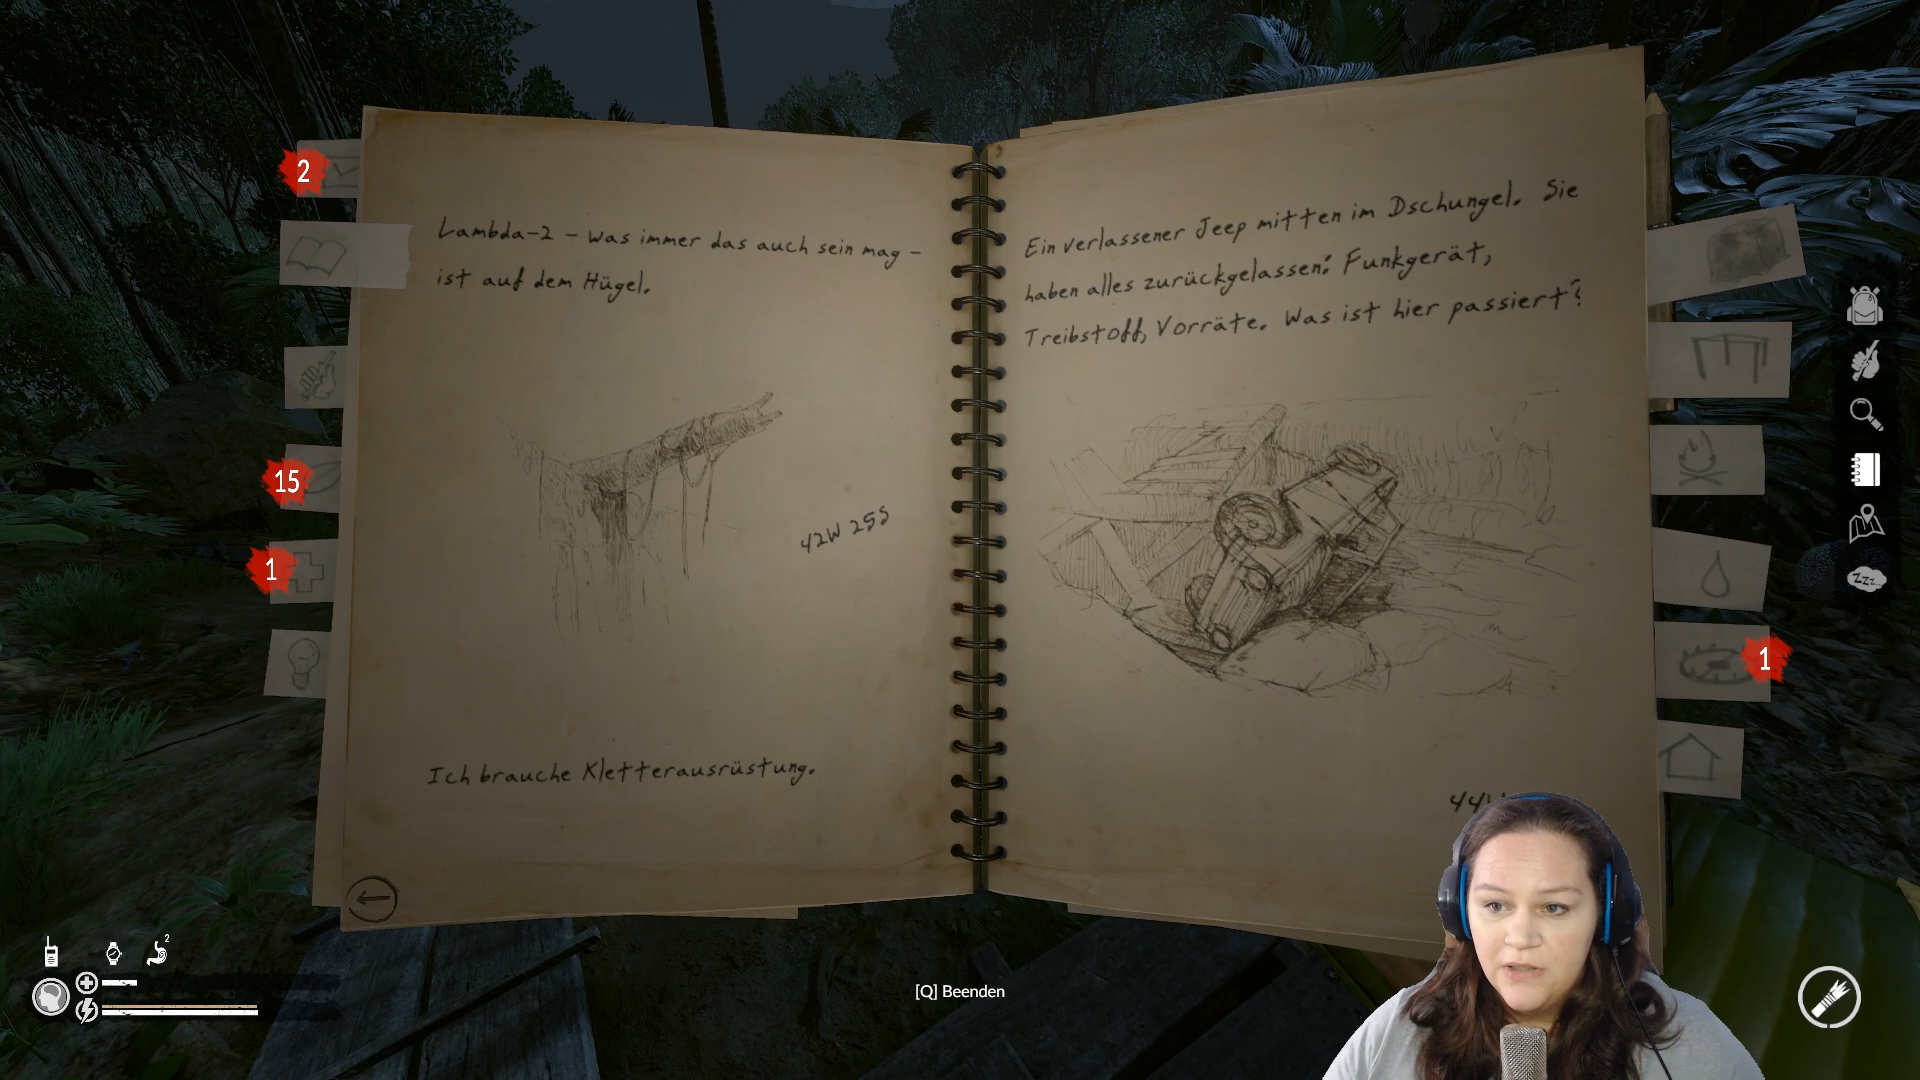 2
15
1
Lambda-2 - was immer das auch sein mag -
ist auf dem Hügel.
42W 25S
Ich brauche Kletterausrüstung.
Ein verlassener Jeep mitten im Dschungel. Sie
haben alles zurückgelassen: Funkgerät,
Treibstoff, Vorräte. Was ist hier passiert?
1
zzz..
2
[Q] Beenden